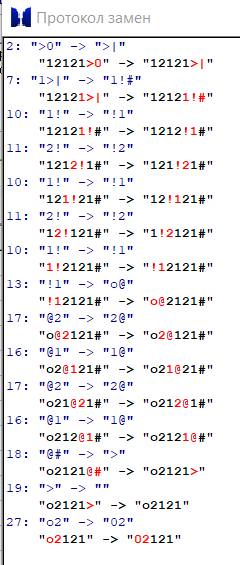 Протокол замен
2: ">0" -> ">|"
"12121>0" -> "12121>|"
7: "1>|" -> "1!#"
"12121>|" -> "12121!#"
10: "1!" -> "!1"
"12121!#" -> "1212!1#"
11: "2!" -> "!2"
"1212!1#" -> "121!21#"
10: "1!" -> "!1"
"121!21#" -> "12!121#"
11: "2!" -> "!2"
"12!121#" -> "1!2121#"
10: "1!" -> "!1"
"1!2121#" -> "!12121#"
13: "!1" -> "o@"
"!12121#" -> "o@2121#"
17: "@2" -> "2@"
"o@2121#" -> "o2@121#"
16: "@1" -> "1@"
"o2@121#" -> "o21@21#"
17: "@2" -> "2@"
"o21@21#" -> "o212@1#"
16: "@1" -> "1@"
"o212@1#" -> "o2121@#"
18: "@#" -> ">"
"o2121@#" -> "o2121>"
19: ">" -> ""
"o2121>" -> "o2121"
27: "o2" -> "02"
"o2121" -> "02121"